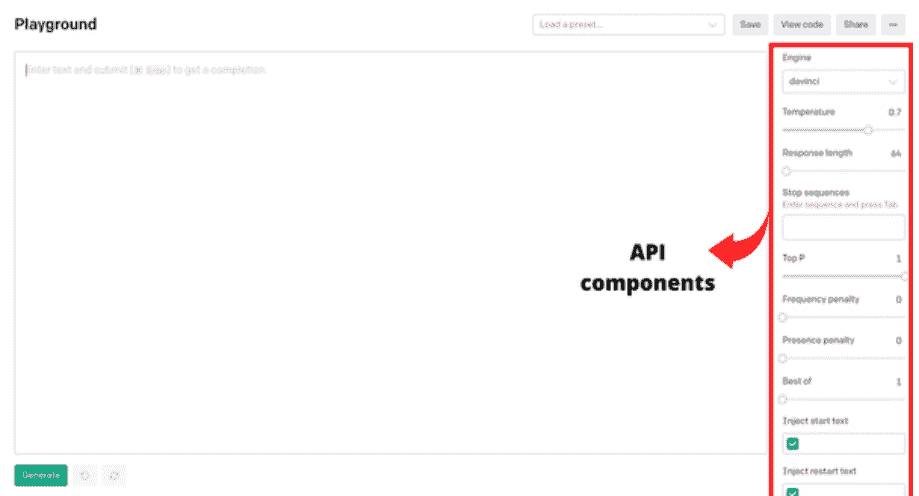 Playground
Load a preset...
Save
View code
Share
Enter text and submit (⌘ Enter) to get a completion.
Engine
davinci
Temperature
0.7
Response length
64
Stop sequences
Enter sequence and press Tab
Top P
1
Frequency penalty
0
Presence penalty
0
Best of
1
Inject start text
Inject restart text
API
components
Generate